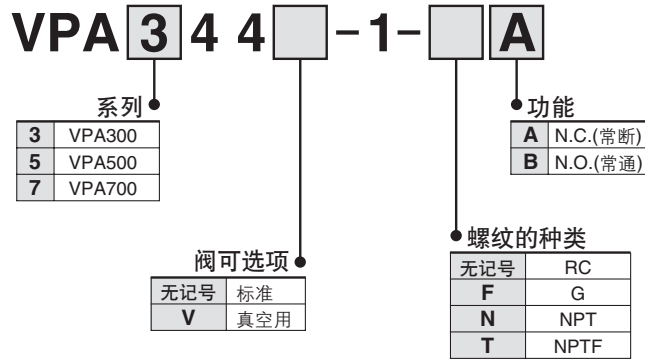 VPA 3 4 4 □ -1- □ A
系列
3 VPA300
5 VPA500
7 VPA700
功能
A N.C.(常断)
B N.O.(常通)
阀可选项
无记号 标准
V 真空用
螺纹的种类
无记号 RC
F G
N NPT
T NPTF